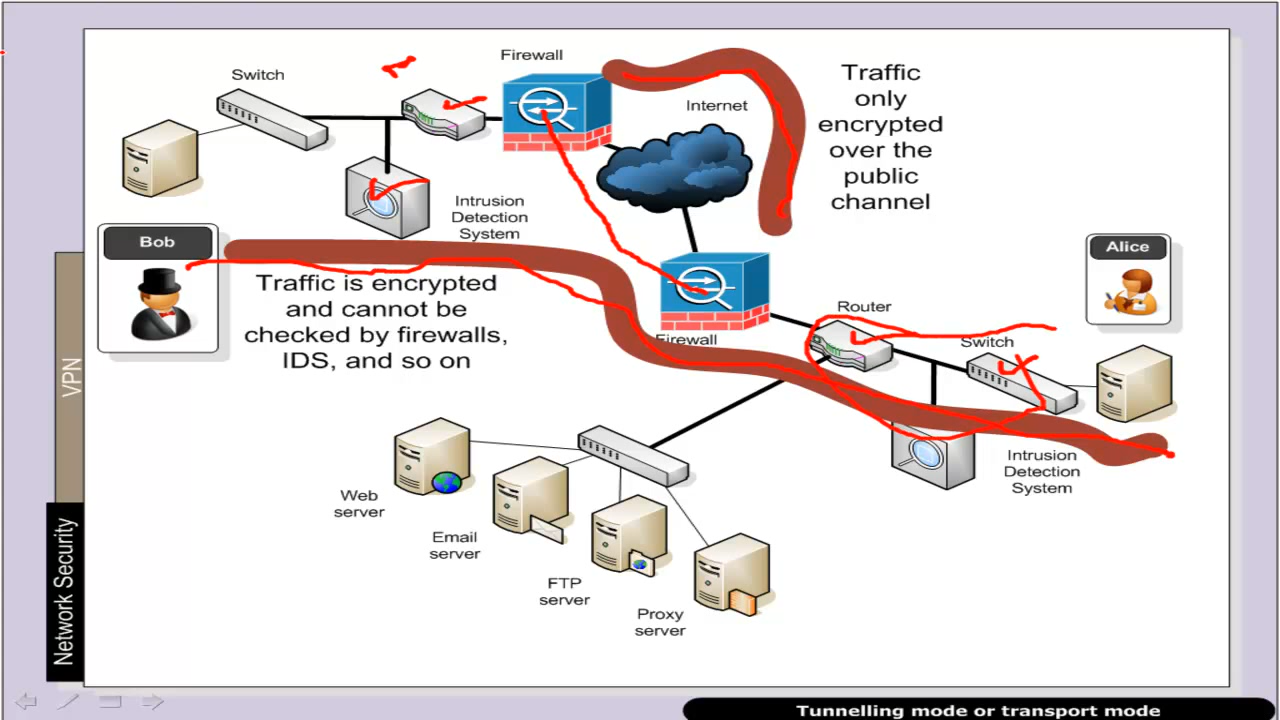 Firewall
Switch
Internet
Traffic
only
encrypted
over the
public
channel
Intrusion
Detection
System
Bob
Alice
Traffic is encrypted
and cannot be
checked by firewalls,
IDS, and so on
Router
Firewall
Switch
VPN
Intrusion
Detection
System
Web
server
Email
server
FTP
server
Proxy
server
Network Security
Tunnelling mode or transport mode